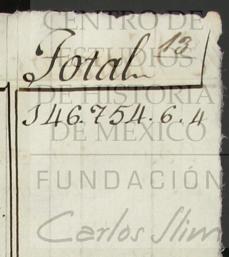 CENTRO DE
ESTUDIOS
DE HISTORIA
DE MÉXICO
FUNDACIÓN
Carlos Slim
13
Total
146.754.6.4